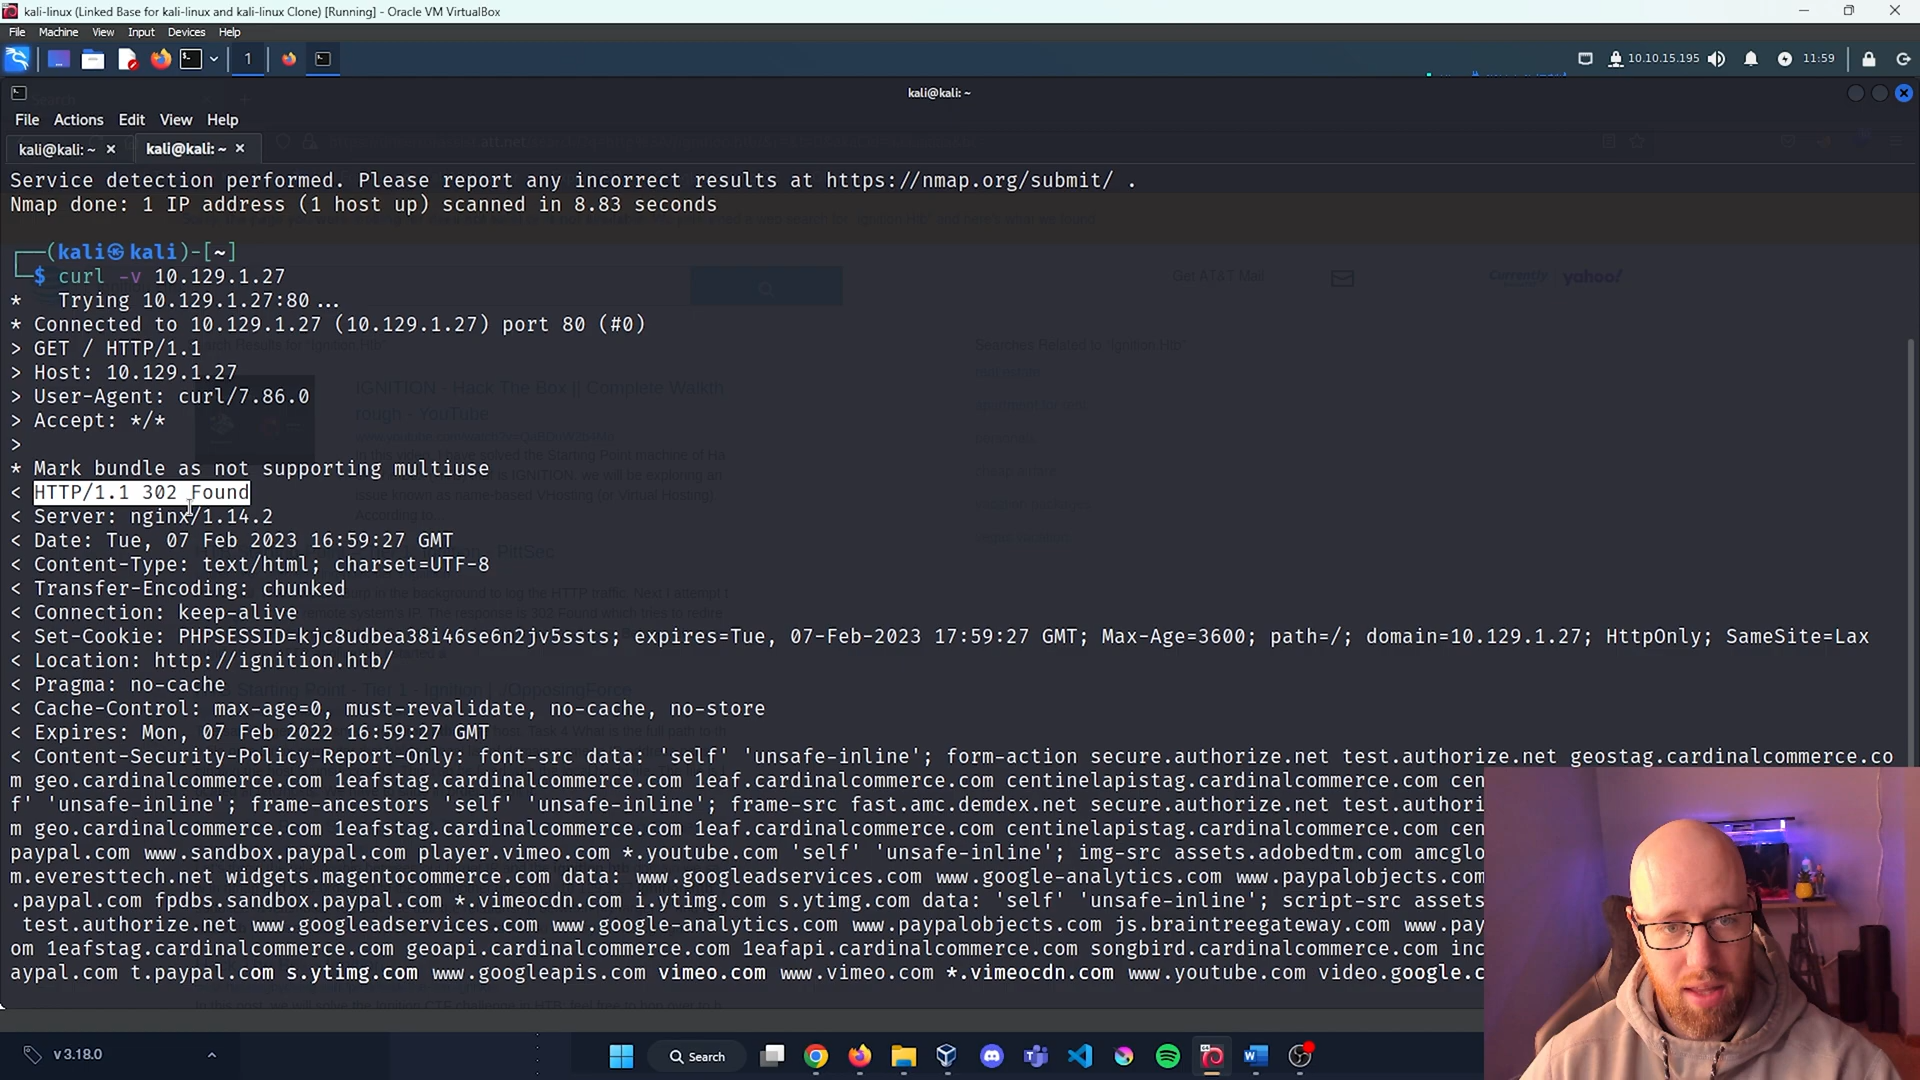 kali-linux (Linked Base for kali-linux and kali-linux Clone) [Running] - Oracle VM VirtualBox
File Machine View Input Devices Help
1
10.10.15.195
11:59
kali@kali: ~
File Actions Edit View Help
kali@kali: ~ ×
kali@kali: ~ ×
Service detection performed. Please report any incorrect results at https://nmap.org/submit/ .
Nmap done: 1 IP address (1 host up) scanned in 8.83 seconds
┌──(kali㉿kali)-[~]
└─$ curl -v 10.129.1.27
*   Trying 10.129.1.27:80 ...
* Connected to 10.129.1.27 (10.129.1.27) port 80 (#0)
> GET / HTTP/1.1
> Host: 10.129.1.27
> User-Agent: curl/7.86.0
> Accept: */*
>
* Mark bundle as not supporting multiuse
< HTTP/1.1 302 Found
< Server: nginx/1.14.2
< Date: Tue, 07 Feb 2023 16:59:27 GMT
< Content-Type: text/html; charset=UTF-8
< Transfer-Encoding: chunked
< Connection: keep-alive
< Set-Cookie: PHPSESSID=kjc8udbea38i46se6n2jv5ssts; expires=Tue, 07-Feb-2023 17:59:27 GMT; Max-Age=3600; path=/; domain=10.129.1.27; HttpOnly; SameSite=Lax
< Location: http://ignition.htb/
< Pragma: no-cache
< Cache-Control: max-age=0, must-revalidate, no-cache, no-store
< Expires: Mon, 07 Feb 2022 16:59:27 GMT
< Content-Security-Policy-Report-Only: font-src data: 'self' 'unsafe-inline'; form-action secure.authorize.net test.authorize.net geostag.cardinalcommerce.co
m geo.cardinalcommerce.com 1eafstag.cardinalcommerce.com 1eaf.cardinalcommerce.com centinelapistag.cardinalcommerce.com cen
f' 'unsafe-inline'; frame-ancestors 'self' 'unsafe-inline'; frame-src fast.amc.demdex.net secure.authorize.net test.authori
m geo.cardinalcommerce.com 1eafstag.cardinalcommerce.com 1eaf.cardinalcommerce.com centinelapistag.cardinalcommerce.com cen
paypal.com www.sandbox.paypal.com player.vimeo.com *.youtube.com 'self' 'unsafe-inline'; img-src assets.adobedtm.com amcglo
m.everesttech.net widgets.magentocommerce.com data: www.googleadservices.com www.google-analytics.com www.paypalobjects.com
.paypal.com fpdbs.sandbox.paypal.com *.vimeocdn.com i.ytimg.com s.ytimg.com data: 'self' 'unsafe-inline'; script-src assets
test.authorize.net www.googleadservices.com www.google-analytics.com www.paypalobjects.com js.braintreegateway.com www.pay
om 1eafstag.cardinalcommerce.com geoapi.cardinalcommerce.com 1eafapi.cardinalcommerce.com songbird.cardinalcommerce.com inc
aypal.com t.paypal.com s.ytimg.com www.googleapis.com vimeo.com www.vimeo.com *.vimeocdn.com www.youtube.com video.google.c
Get AT&T Mail
Currently
yahoo!
Searches Related to "Ignition.Htb"
IGNITION - Hack The Box || Complete Walkth
rough - YouTube
v 3.18.0
Search